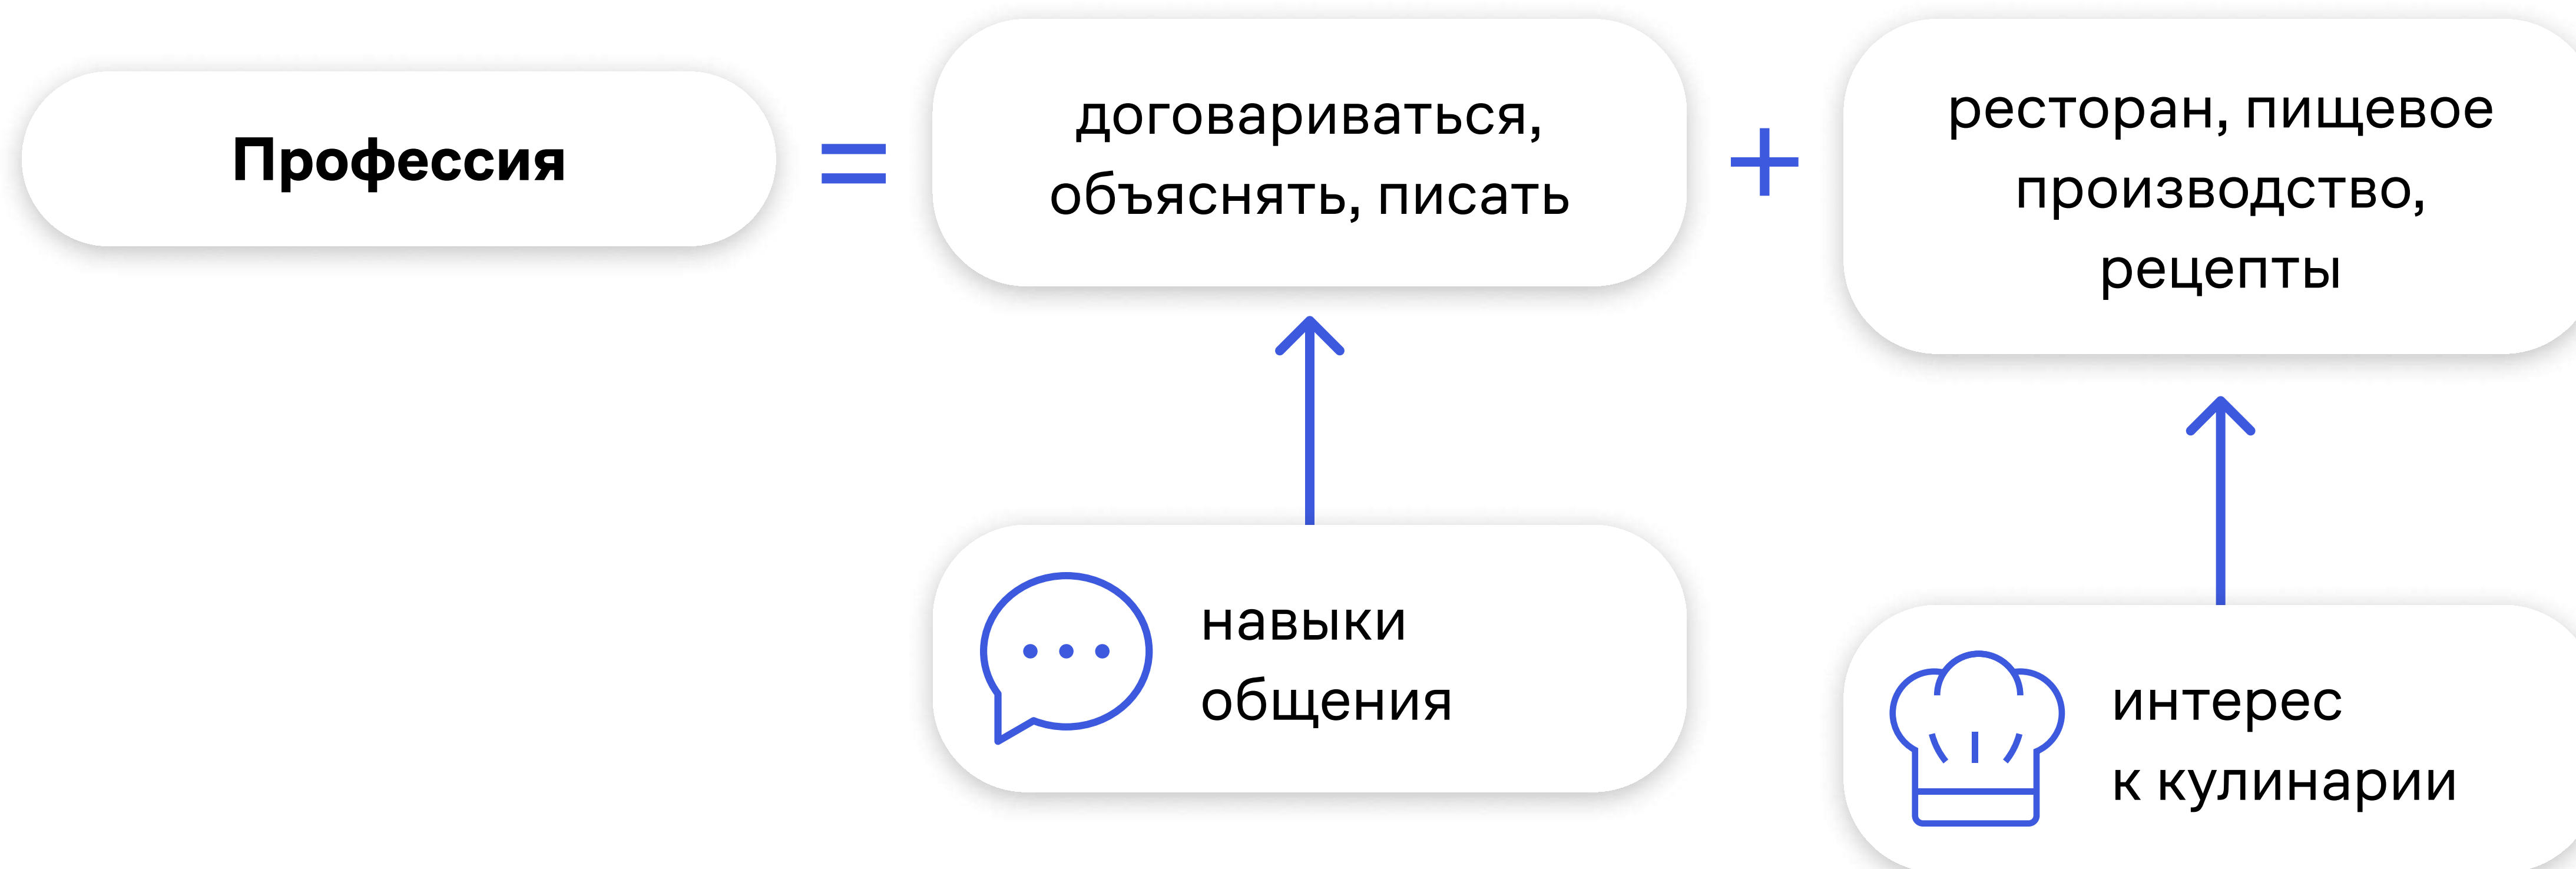 Профессия
=
договариваться,
объяснять, писать
+
ресторан, пищевое
производство,
рецепты
навыки
общения
интерес
к кулинарии